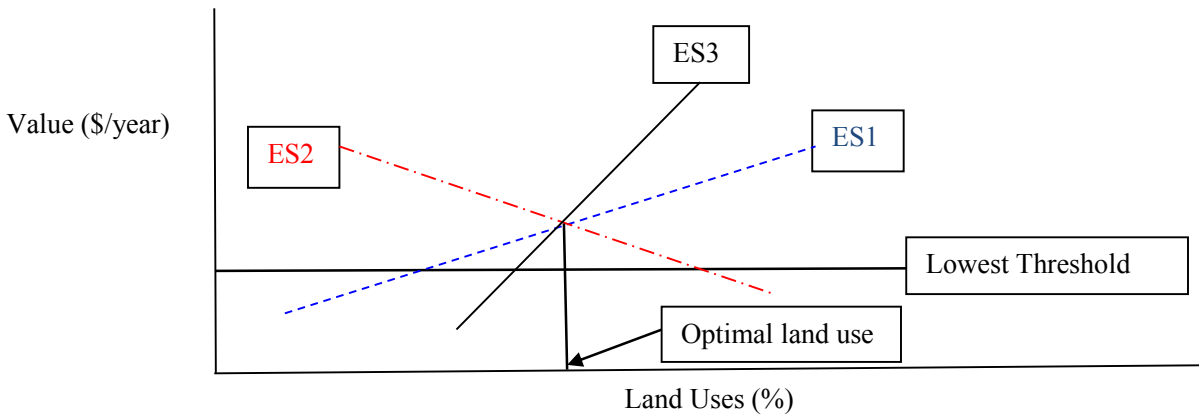 ES3
Value ($/year)
ES2
ES1
Lowest Threshold
Optimal land use
Land Uses (%)